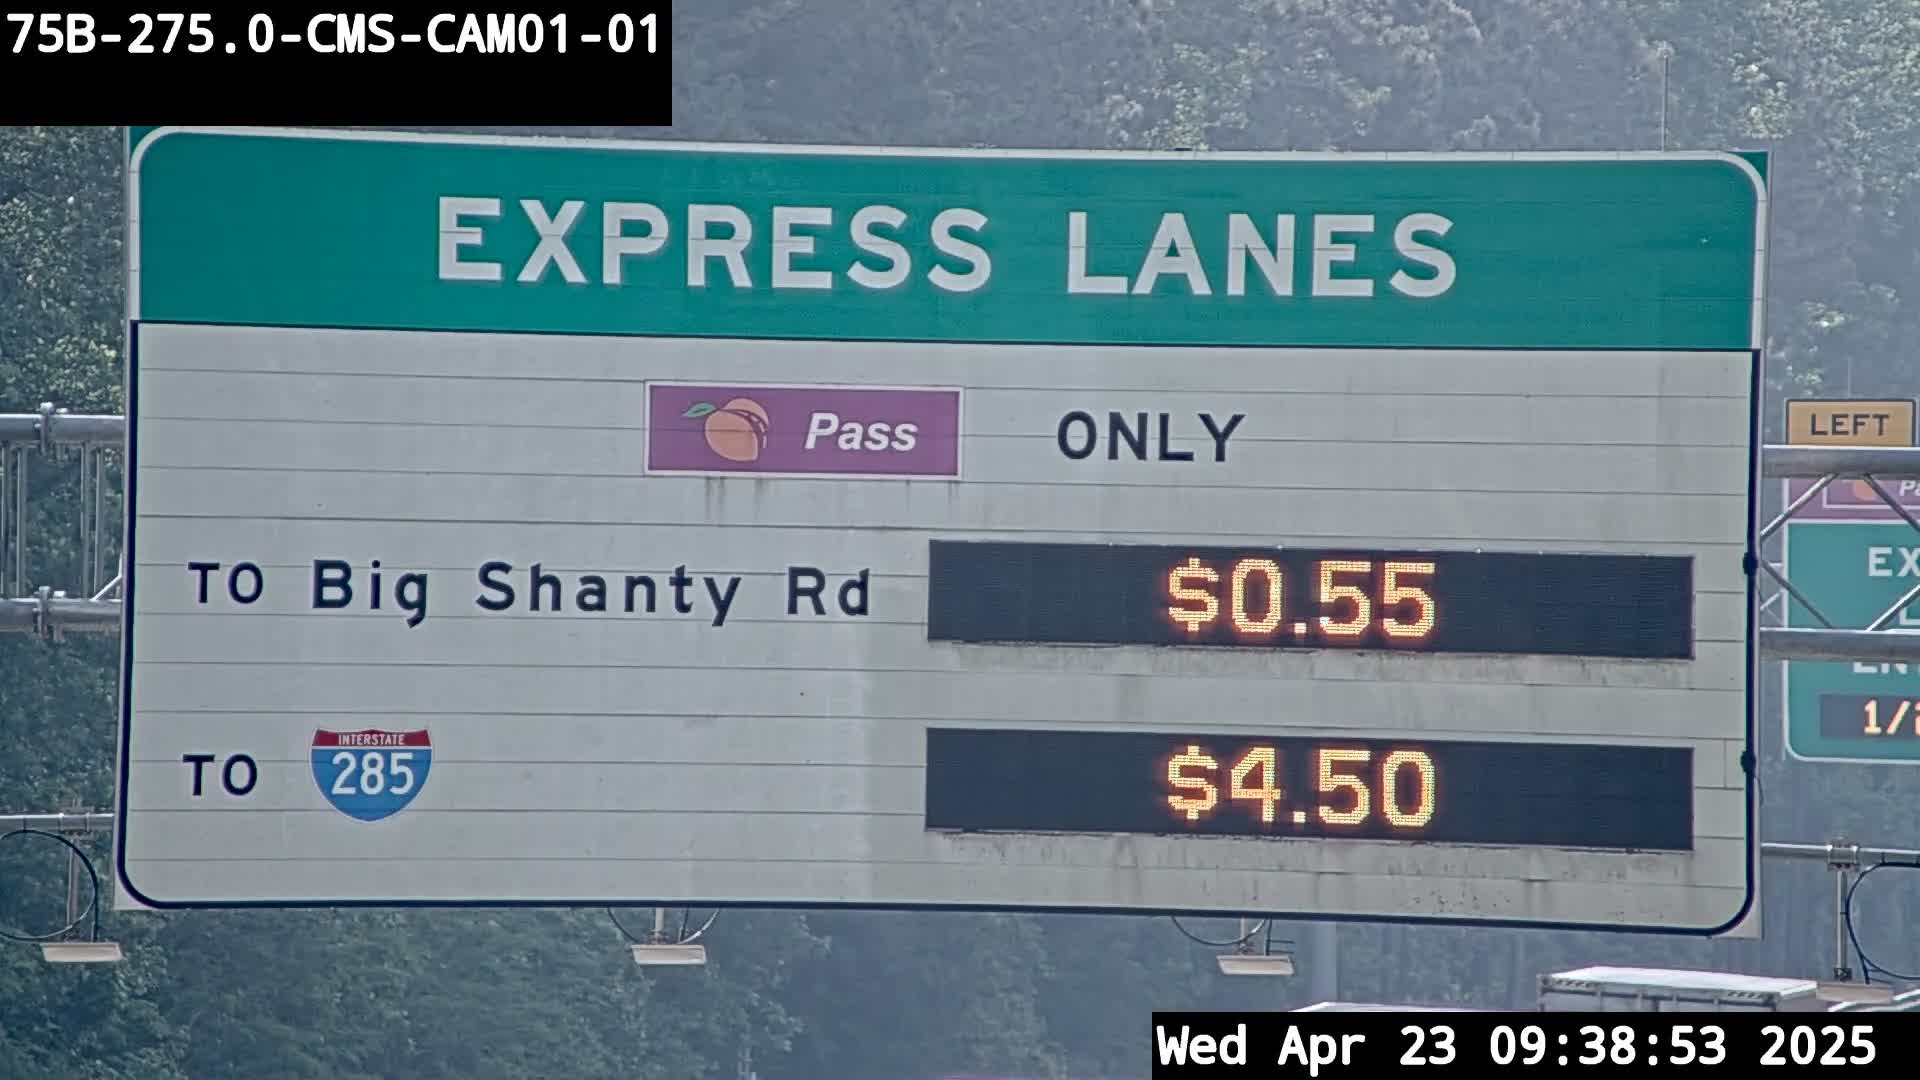 75B-275.0-CMS-CAM01-01
EXPRESS LANES
Pass ONLY
LEFT
TO Big Shanty Rd $0.55
TO INTERSTATE 285 $4.50
Wed Apr 23 09:38:53 2025